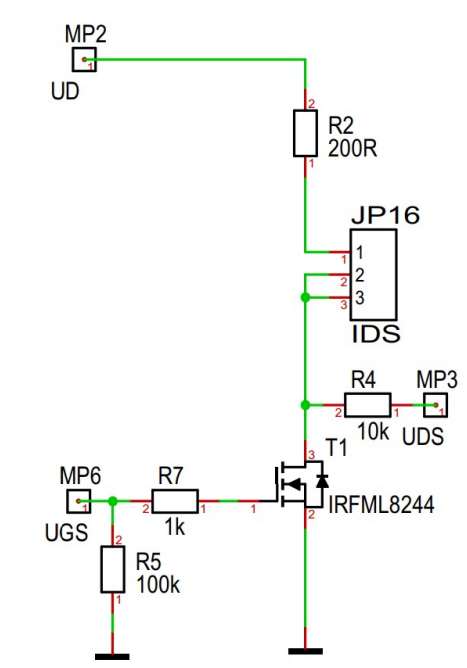 MP2
1
UD
2
R2
200R
1
JP16
1 1
2 2
3 3
IDS
R4
MP3
2
1
1
10k
UDS
3
T1
MP6
R7
1
2
1
1
IRFML8244
UGS
1k
2
2
R5
100k
1